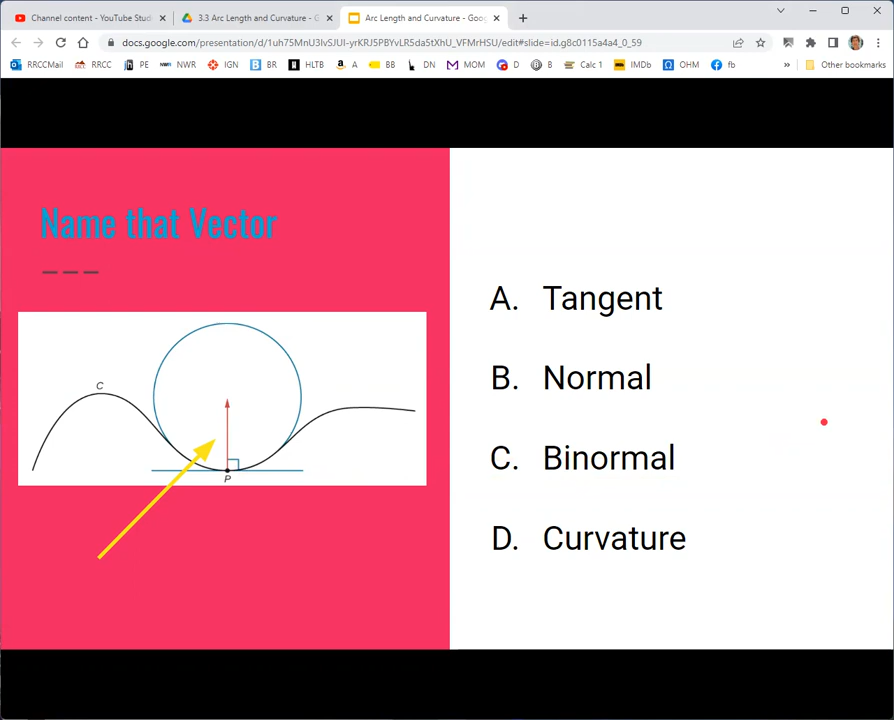 Channel content - YouTube Stud
3.3 Arc Length and Curvature - G
Arc Length and Curvature - Goog
docs.google.com/presentation/d/1uh75MnU3lvSJUI-yrKRJ5PBYvLR5da5tXhU_VFMrHSU/edit#slide=id.g8c0115a4a4_0_59
RRCCMail RRCC PE NWR IGN BR HLTB A BB DN MOM D B Calc 1 IMDb OHM fb » Other bookmarks
Name that Vector
C
P
A. Tangent
B. Normal
C. Binormal
D. Curvature